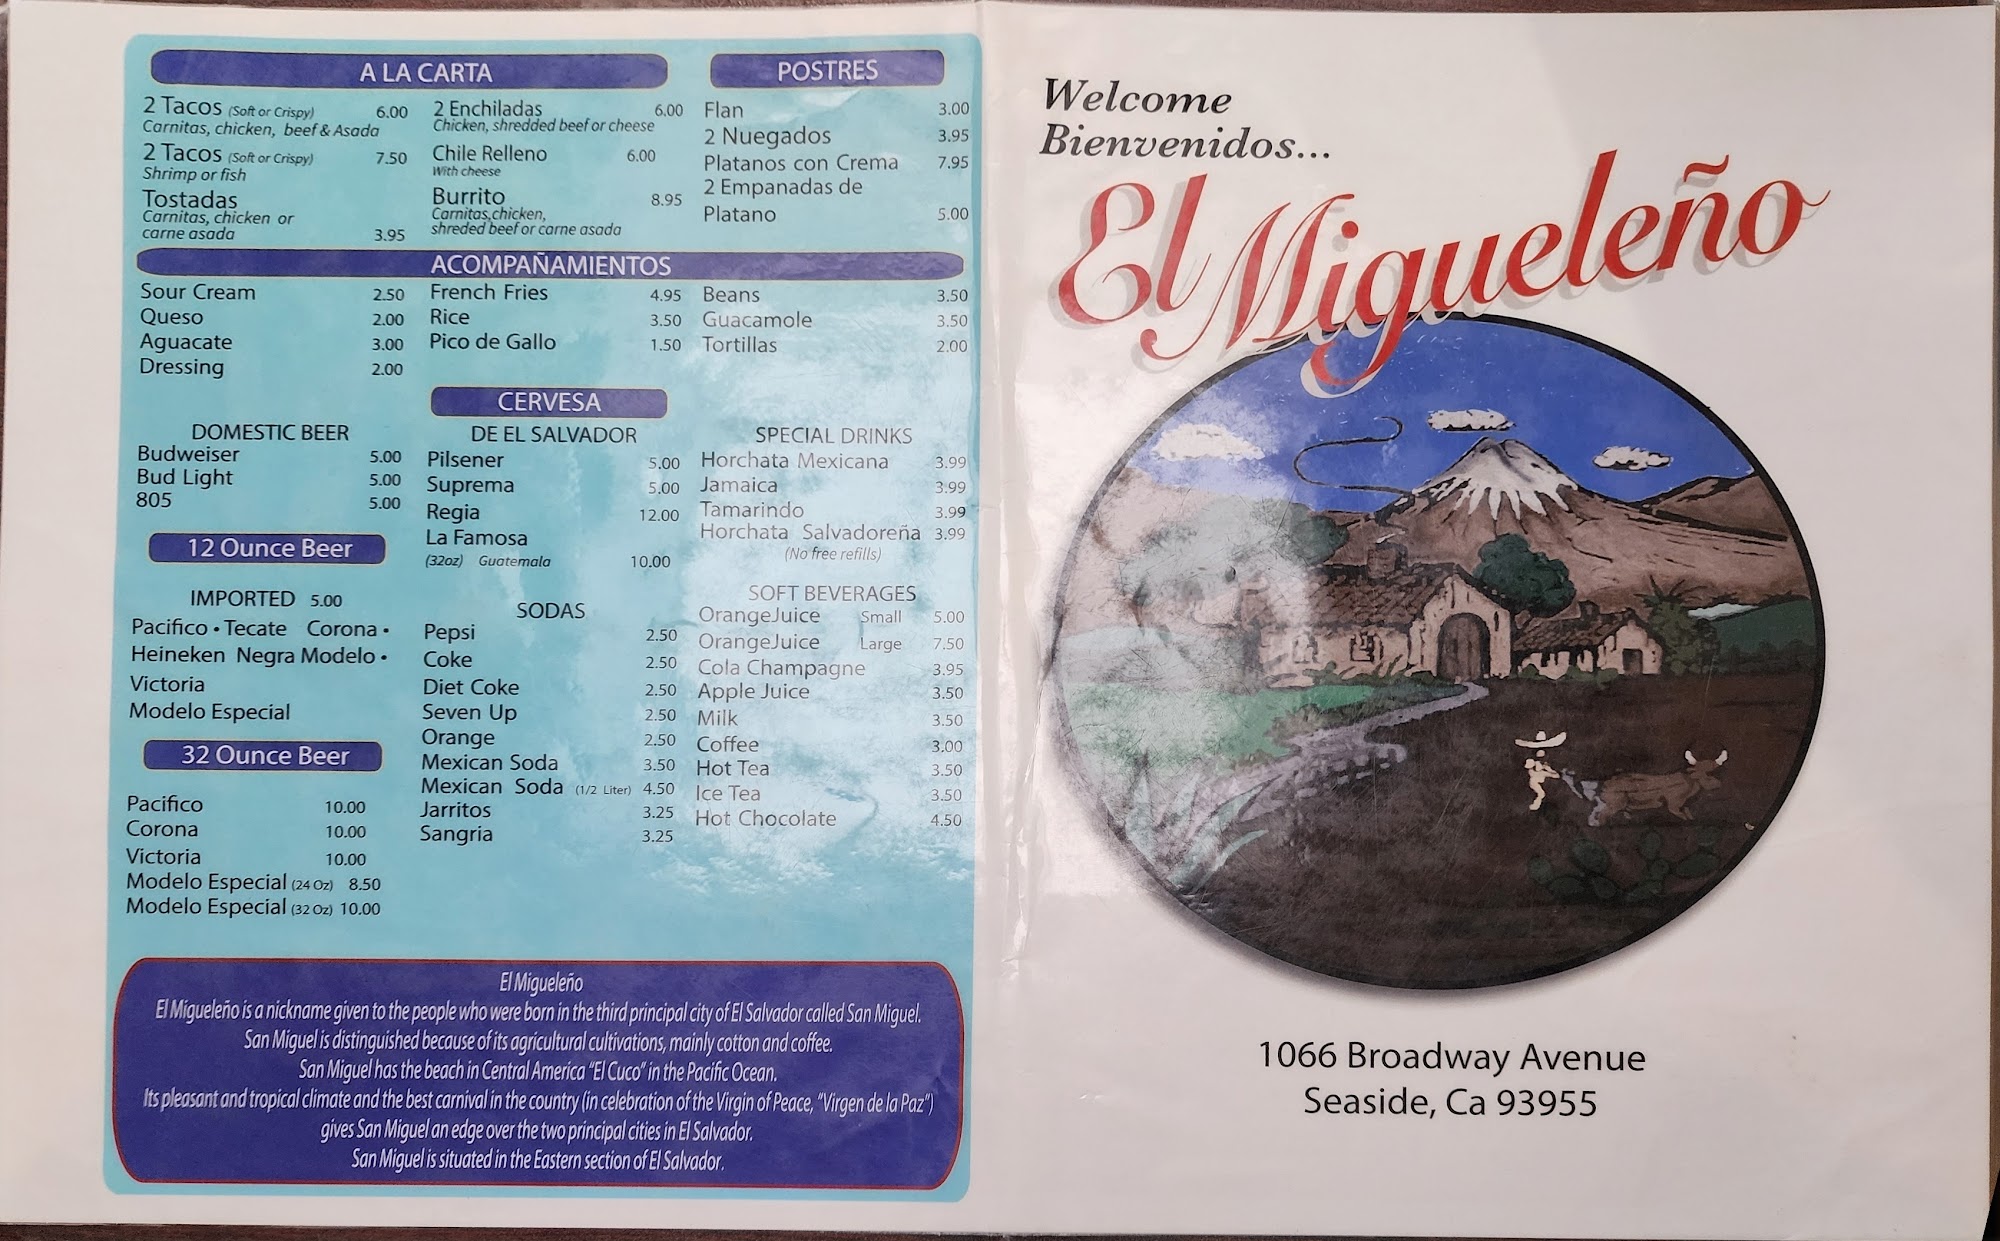 A LA CARTA
2 Tacos (Soft or Crispy) 6.00
Carnitas, chicken, beef & Asada
2 Tacos (Soft or Crispy) 7.50
Shrimp or fish
Tostadas
Carnitas, chicken or
carne asada 3.95
2 Enchiladas 6.00
Chicken, shredded beef or cheese
Chile Relleno 6.00
With cheese
Burrito 8.95
Carnitas,chicken,
shreded beef or carne asada
POSTRES
Flan 3.00
2 Nuegados 3.95
Platanos con Crema 7.95
2 Empanadas de
Platano 5.00
ACOMPAÑAMIENTOS
Sour Cream 2.50
Queso 2.00
Aguacate 3.00
Dressing 2.00
French Fries 4.95
Rice 3.50
Pico de Gallo 1.50
Beans 3.50
Guacamole 3.50
Tortillas 2.00
DOMESTIC BEER
Budweiser 5.00
Bud Light 5.00
805 5.00
12 Ounce Beer
IMPORTED 5.00
Pacifico • Tecate Corona •
Heineken Negra Modelo •
Victoria
Modelo Especial
32 Ounce Beer
Pacifico 10.00
Corona 10.00
Victoria 10.00
Modelo Especial (24 Oz) 8.50
Modelo Especial (32 Oz) 10.00
CERVESA
DE EL SALVADOR
Pilsener 5.00
Suprema 5.00
Regia 12.00
La Famosa
(32oz) Guatemala 10.00
SODAS
Pepsi 2.50
Coke 2.50
Diet Coke 2.50
Seven Up 2.50
Orange 2.50
Mexican Soda 3.50
Mexican Soda (1/2 Liter) 4.50
Jarritos 3.25
Sangria 3.25
SPECIAL DRINKS
Horchata Mexicana 3.99
Jamaica 3.99
Tamarindo 3.99
Horchata Salvadoreña 3.99
(No free refills)
SOFT BEVERAGES
OrangeJuice Small 5.00
OrangeJuice Large 7.50
Cola Champagne 3.95
Apple Juice 3.50
Milk 3.50
Coffee 3.00
Hot Tea 3.50
Ice Tea 3.50
Hot Chocolate 4.50
El Migueleño
El Migueleño is a nickname given to the people who were born in the third principal city of El Salvador called San Miguel.
San Miguel is distinguished because of its agricultural cultivations, mainly cotton and coffee.
San Miguel has the beach in Central America "El Cuco" in the Pacific Ocean.
Its pleasant and tropical climate and the best carnival in the country (in celebration of the Virgin of Peace, "Virgen de la Paz")
gives San Miguel an edge over the two principal cities in El Salvador.
San Miguel is situated in the Eastern section of El Salvador.
Welcome
Bienvenidos...
El Migueleño
1066 Broadway Avenue
Seaside, Ca 93955